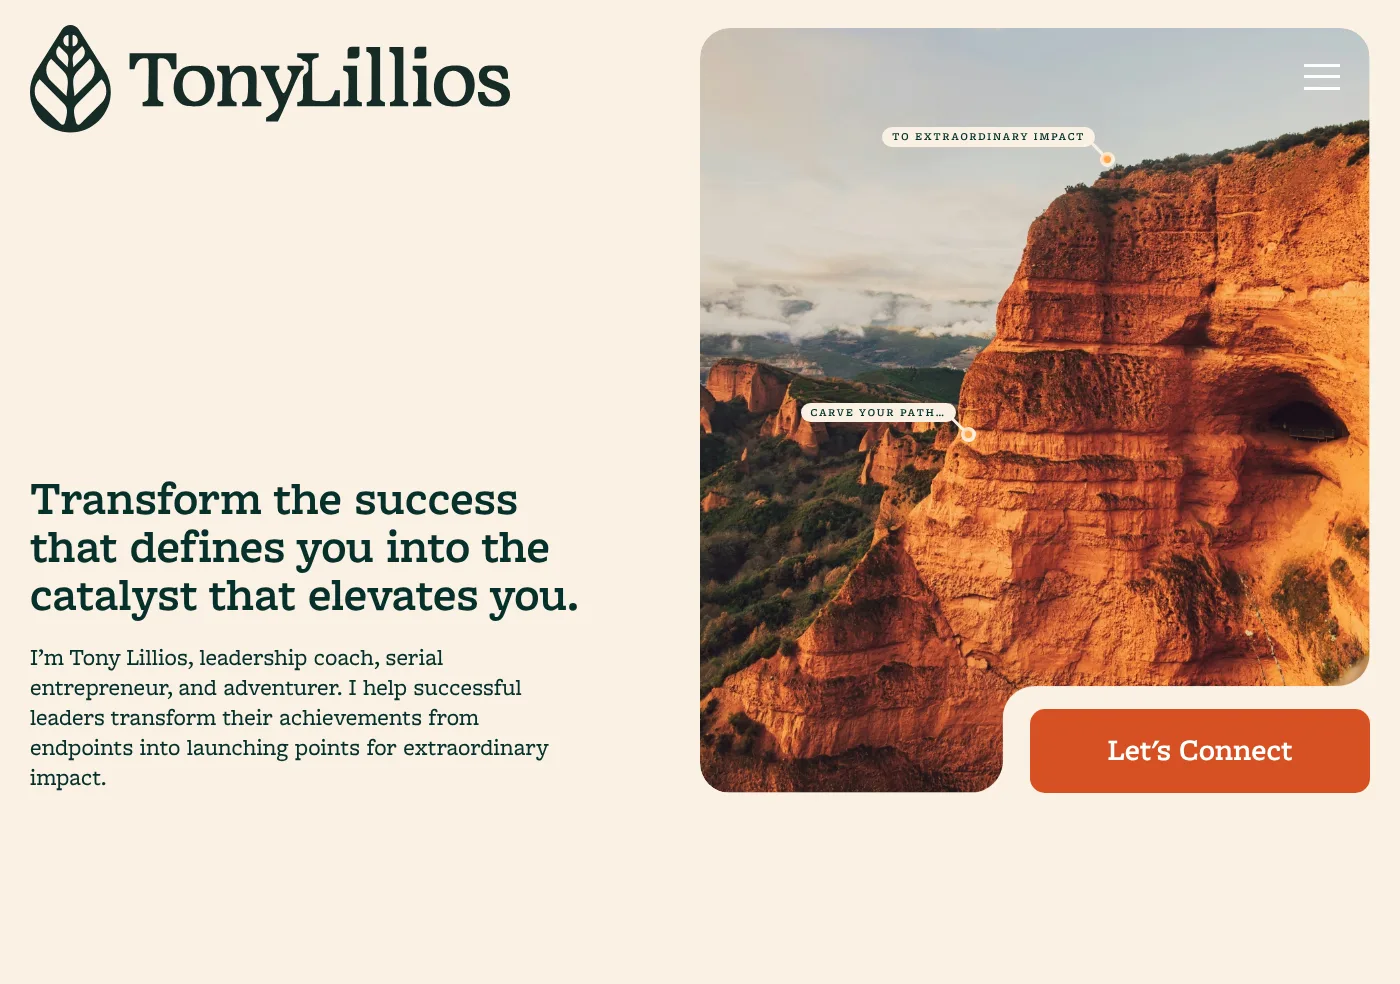 TonyLillios
TO EXTRAORDINARY IMPACT
CARVE YOUR PATH...
Transform the success
that defines you into the
catalyst that elevates you.
I’m Tony Lillios, leadership coach, serial
entrepreneur, and adventurer. I help successful
leaders transform their achievements from
endpoints into launching points for extraordinary
impact.
Let's Connect